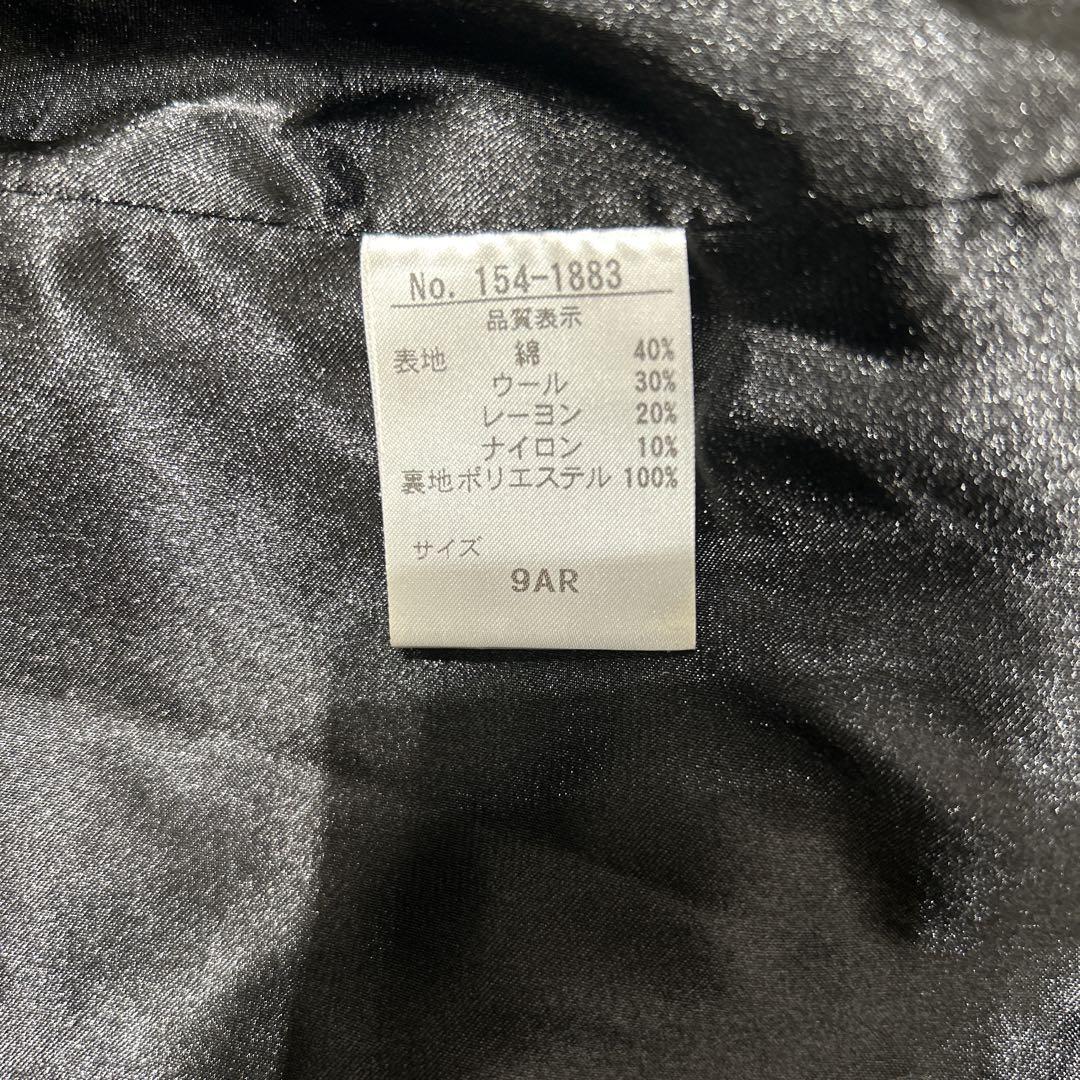 No. 154-1883
品質表示
表地 綿 40%
ウール 30%
レーヨン 20%
ナイロン 10%
裏地ポリエステル 100%
サイズ
9AR